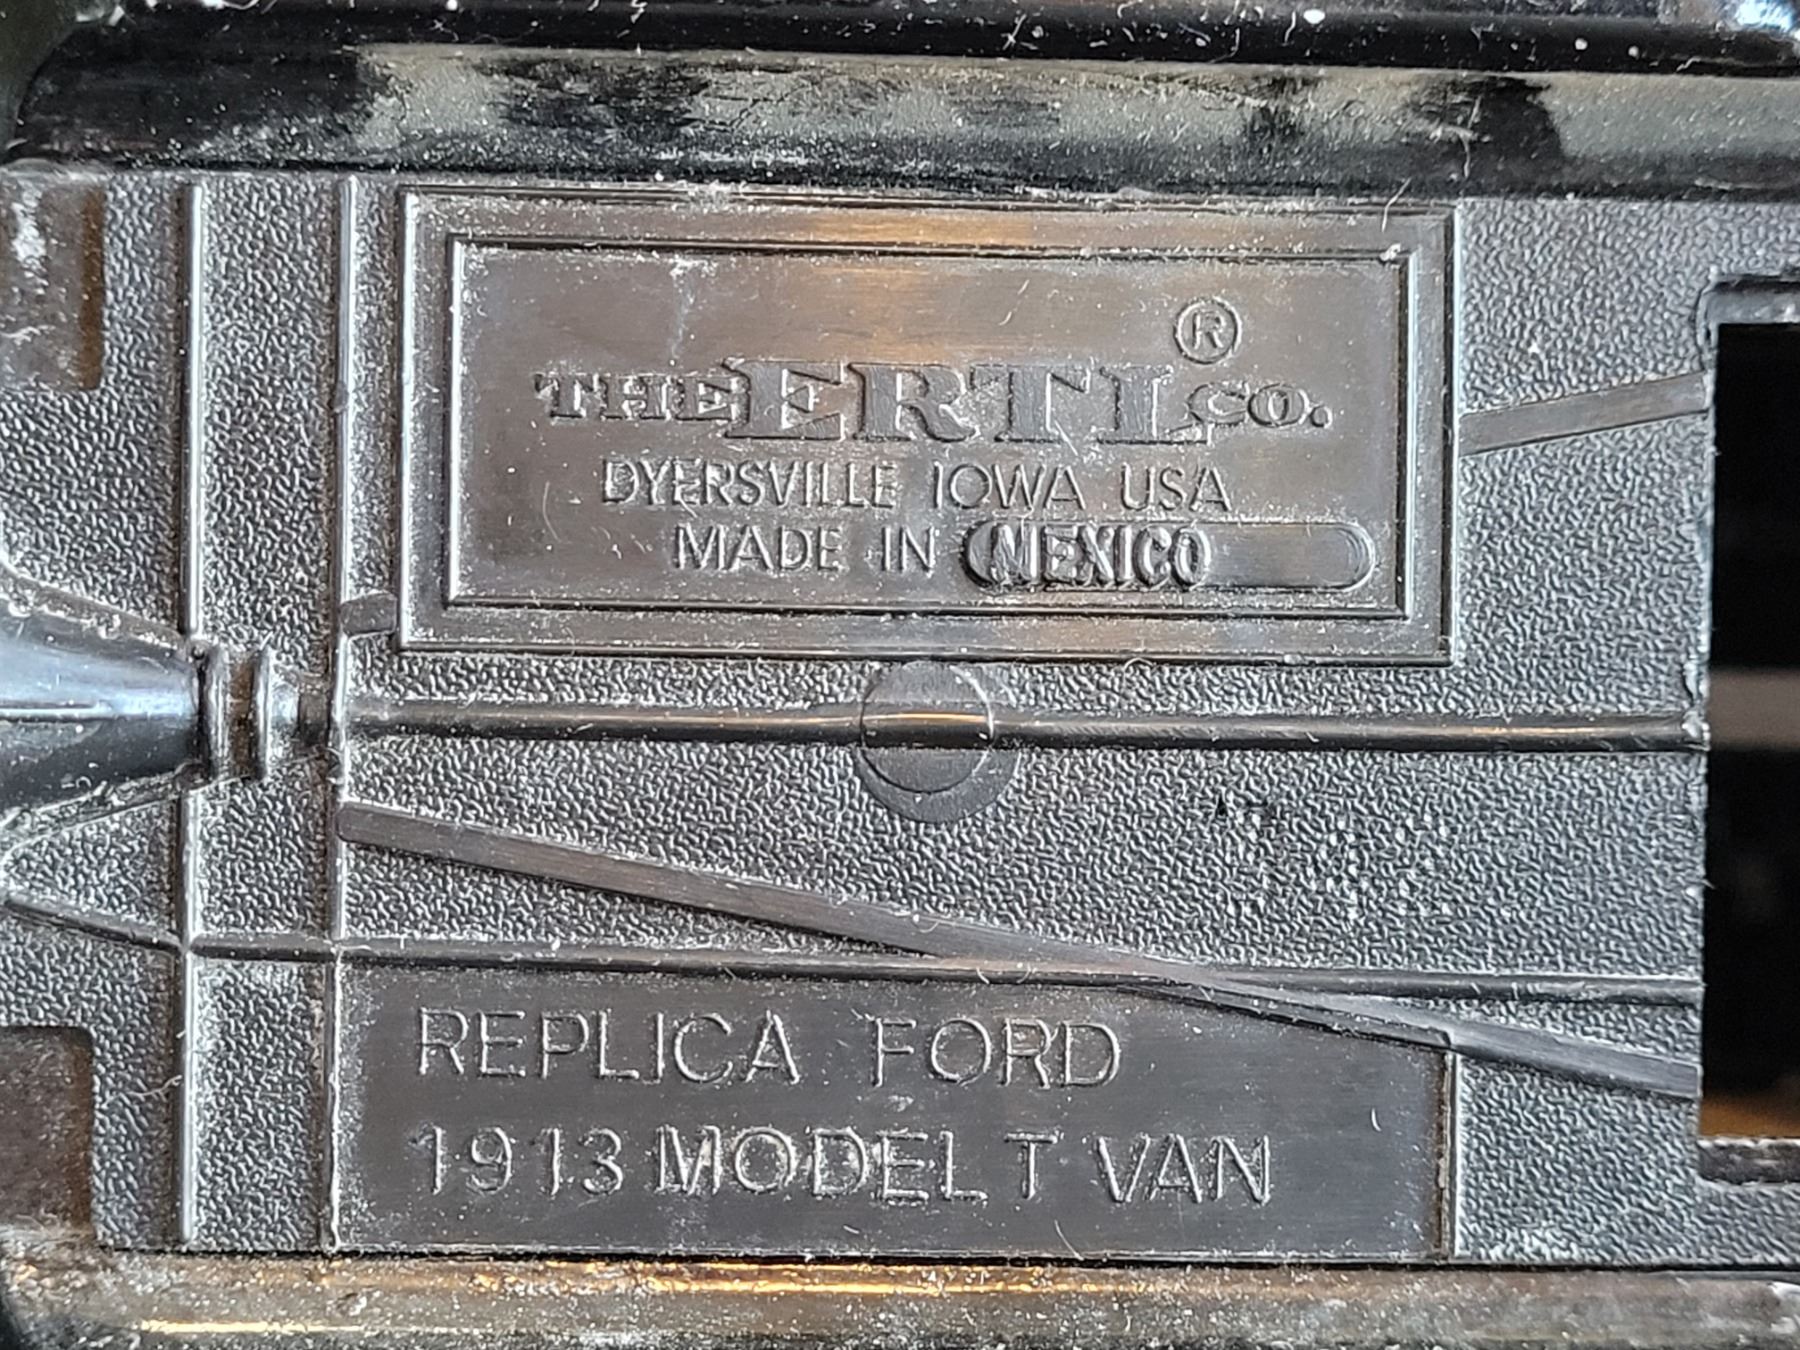 ®
THE ERTL CO.
DYERSVILLE IOWA USA
MADE IN MEXICO
REPLICA FORD
1913 MODEL T VAN